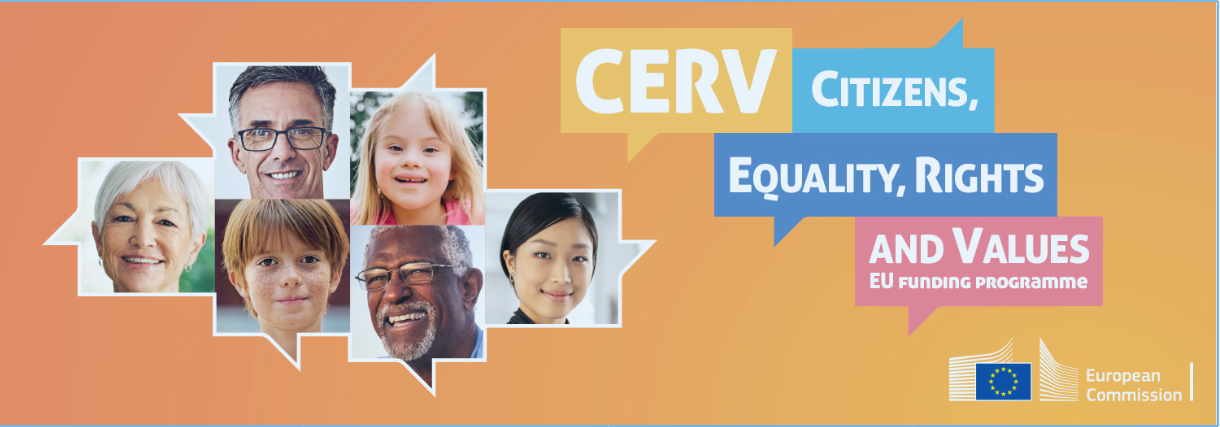 CERV
CITIZENS,
EQUALITY, RIGHTS
AND VALUES
EU FUNDING PROGRAMME
European
Commission